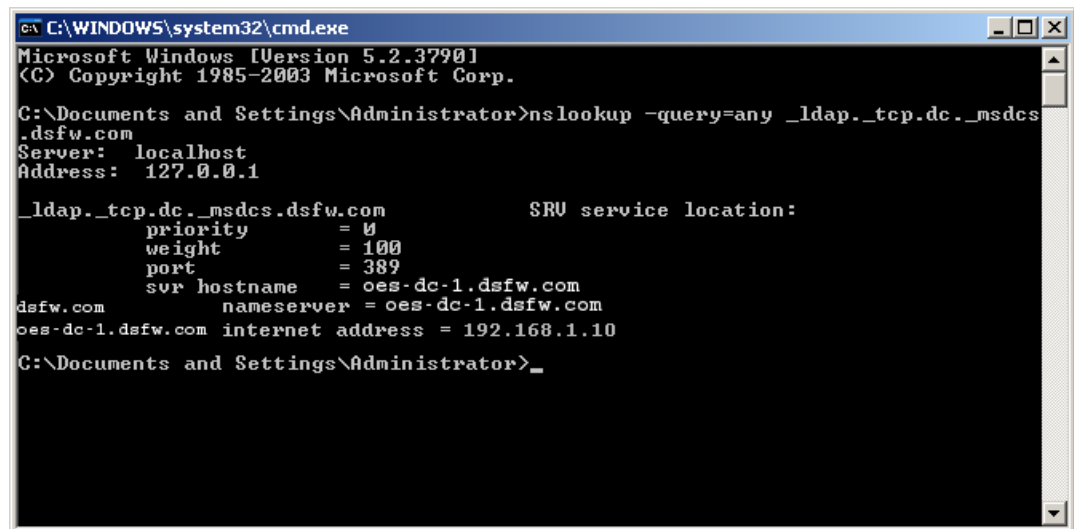 C:\WINDOWS\system32\cmd.exe
Microsoft Windows [Version 5.2.3790]
(C) Copyright 1985-2003 Microsoft Corp.
C:\Documents and Settings\Administrator>nslookup -query=any _ldap._tcp.dc._msdcs
.dsfw.com
Server: localhost
Address: 127.0.0.1
_ldap._tcp.dc._msdcs.dsfw.com SRV service location:
priority = 0
weight = 100
port = 389
svr hostname = oes-dc-1.dsfw.com
dsfw.com nameserver = oes-dc-1.dsfw.com
oes-dc-1.dsfw.com internet address = 192.168.1.10
C:\Documents and Settings\Administrator>_